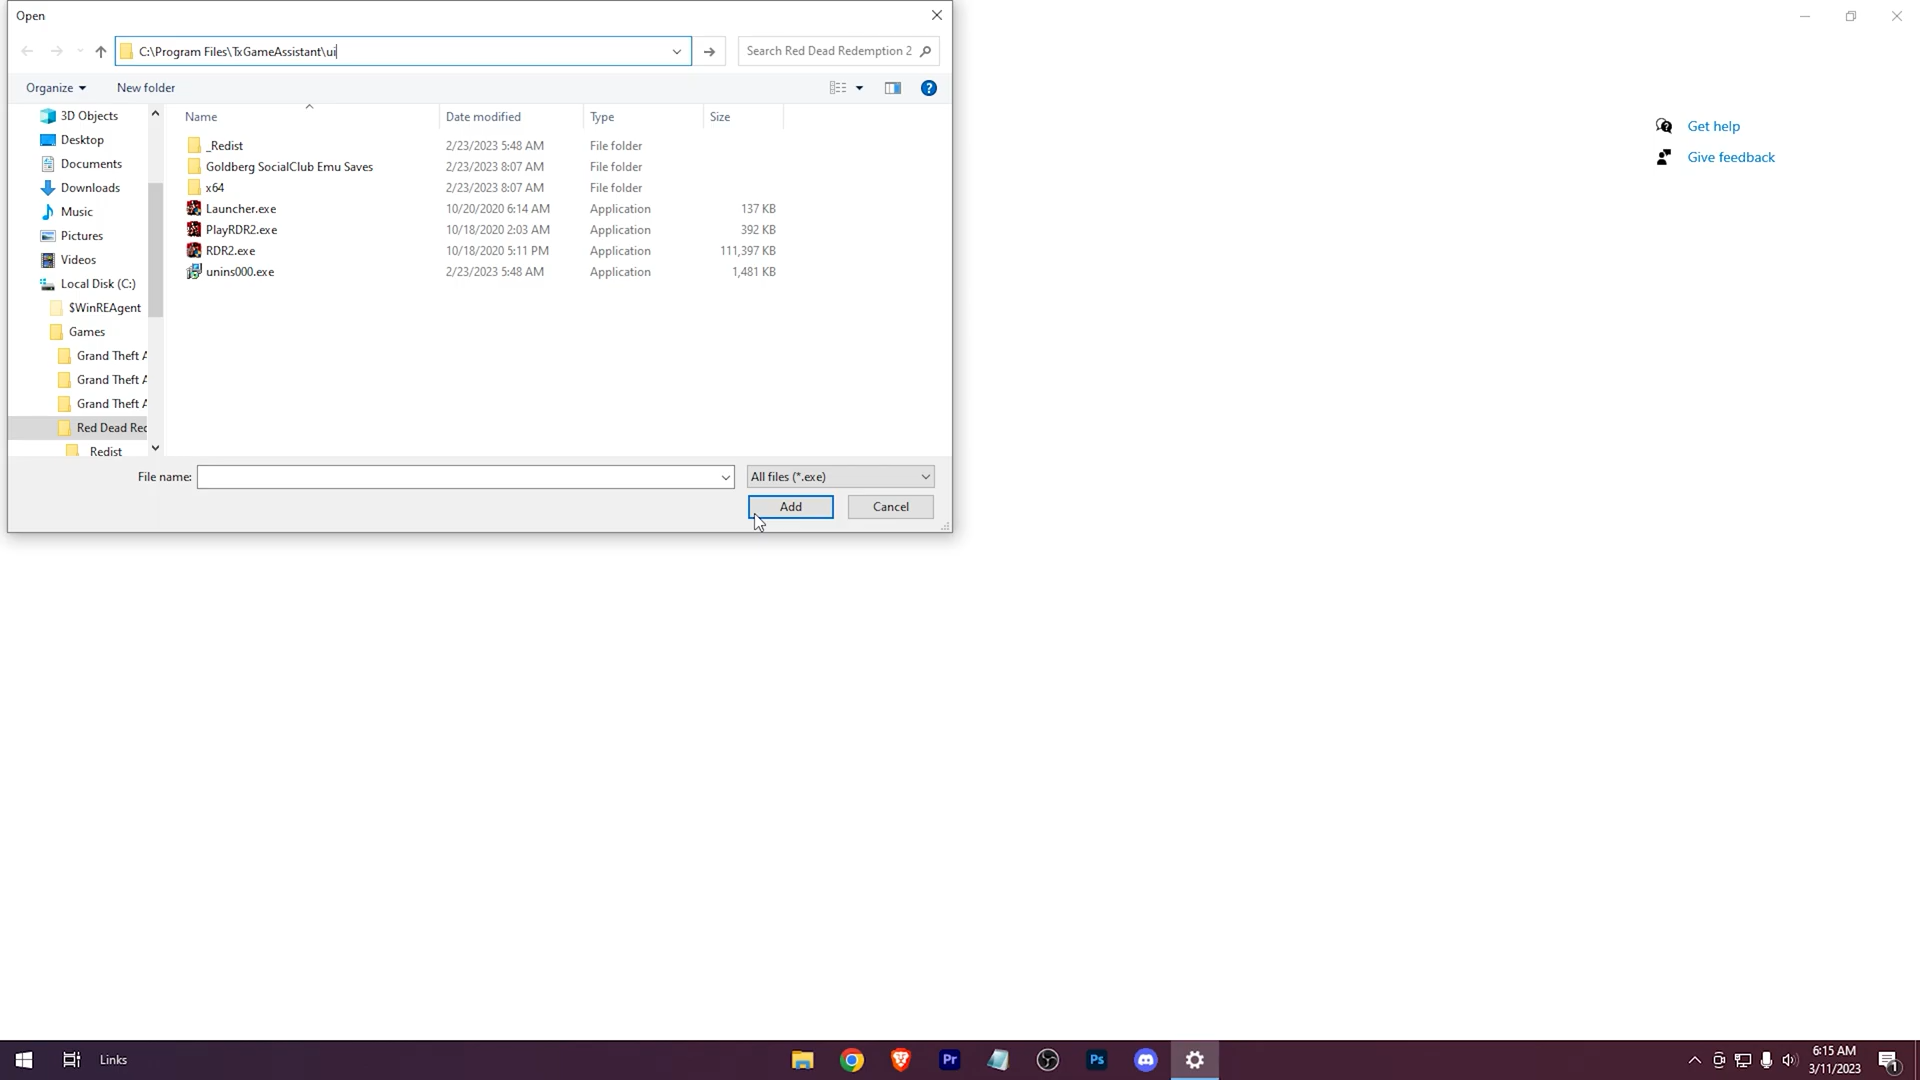 Open
C:\Program Files\TxGameAssistant\ui
Search Red Dead Redemption 2
Organize
New folder
Name
Date modified
Type
Size
3D Objects
Desktop
Documents
Downloads
Music
Pictures
Videos
Local Disk (C:)
$WinREAgent
Games
Grand Theft A
Grand Theft A
Grand Theft A
Red Dead Red
_Redist
_Redist 2/23/2023 5:48 AM File folder
Goldberg SocialClub Emu Saves 2/23/2023 8:07 AM File folder
x64 2/23/2023 8:07 AM File folder
Launcher.exe 10/20/2020 6:14 AM Application 137 KB
PlayRDR2.exe 10/18/2020 2:03 AM Application 392 KB
RDR2.exe 10/18/2020 5:11 PM Application 111,397 KB
unins000.exe 2/23/2023 5:48 AM Application 1,481 KB
File name:
All files (*.exe)
Add
Cancel
Get help
Give feedback
Links
Pr
Ps
6:15 AM
3/11/2023
1